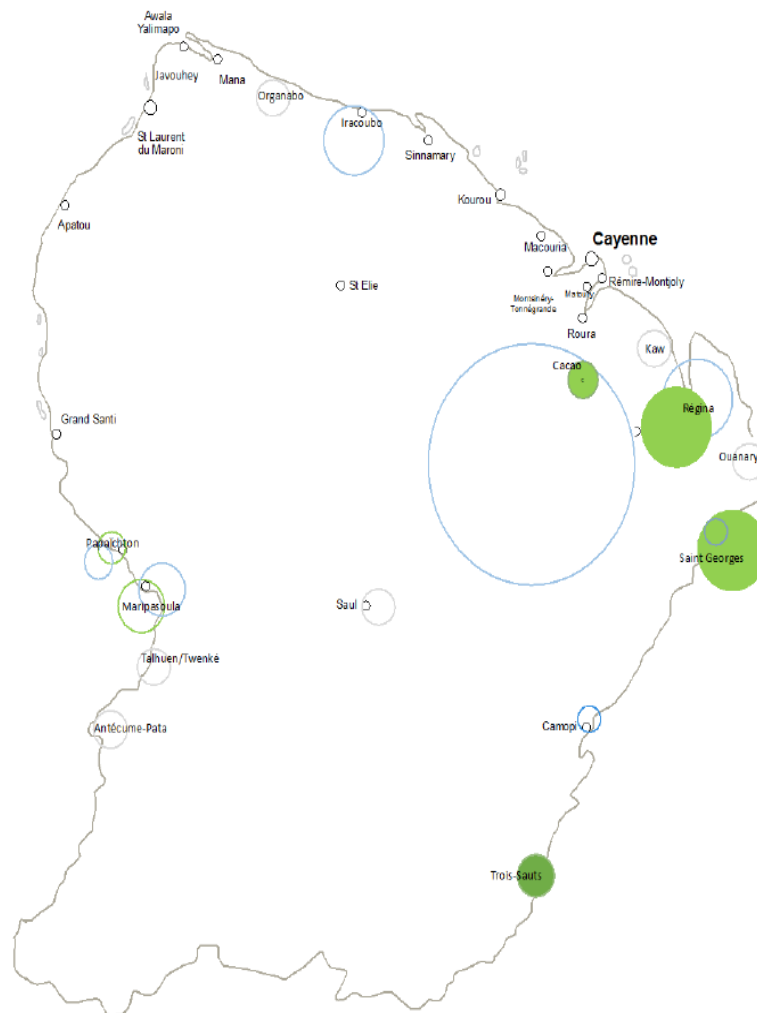 Awala
Yalimapo
Javouhey
Mana
Organabo
St Laurent
du Maroni
Iracoubo
Sinnamary
Kourou
Apatou
Macouria
Cayenne
St Elie
Rémire-Montjoly
Matoury
Montsinéry-
Tonnégrande
Roura
Kaw
Cacao
Régina
Grand Santi
Ouanary
Papaïchton
Saint Georges
Maripasoula
Saul
Talhuen/Twenké
Antécume-Pata
Camopi
Trois-Sauts